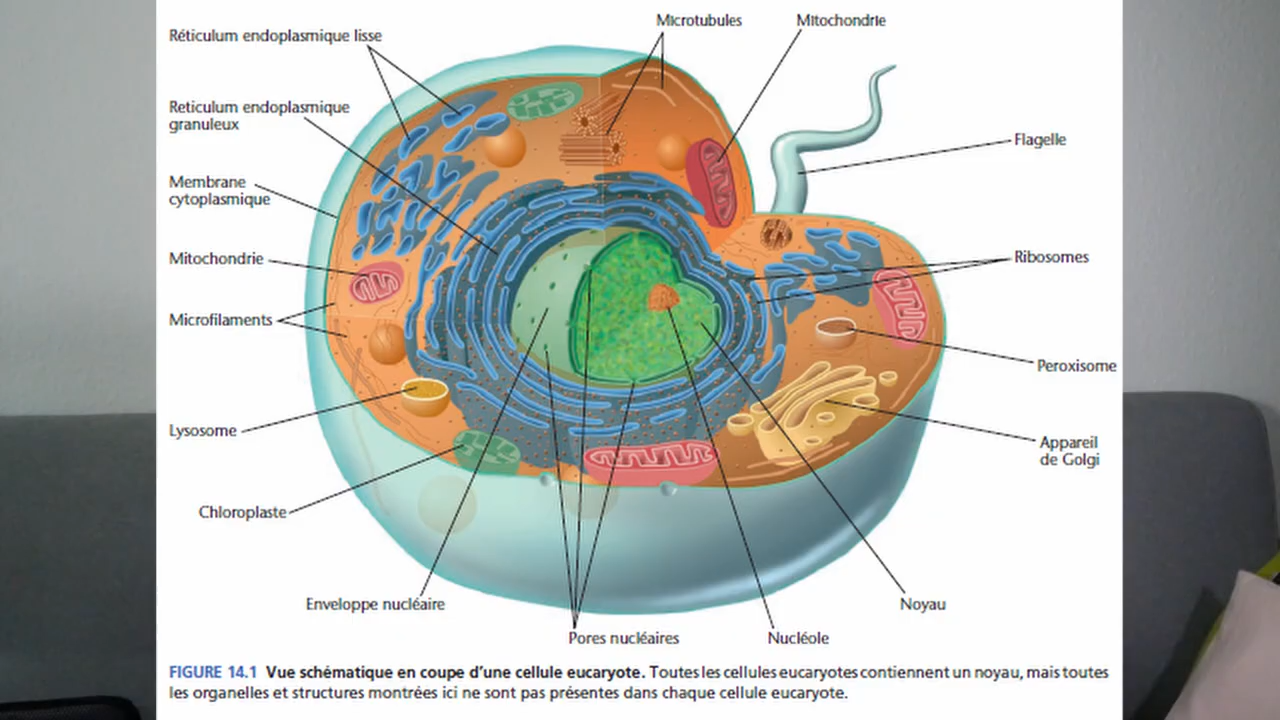 Microtubules
Mitochondrie
Réticulum endoplasmique lisse
Reticulum endoplasmique
granuleux
Flagelle
Membrane
cytoplasmique
Mitochondrie
Ribosomes
Microfilaments
Peroxisome
Lysosome
Appareil
de Golgi
Chloroplaste
Enveloppe nucléaire
Noyau
Pores nucléaires
Nucléole
FIGURE 14.1 Vue schématique en coupe d'une cellule eucaryote. Toutes les cellules eucaryotes contiennent un noyau, mais toutes
les organelles et structures montrées ici ne sont pas présentes dans chaque cellule eucaryote.